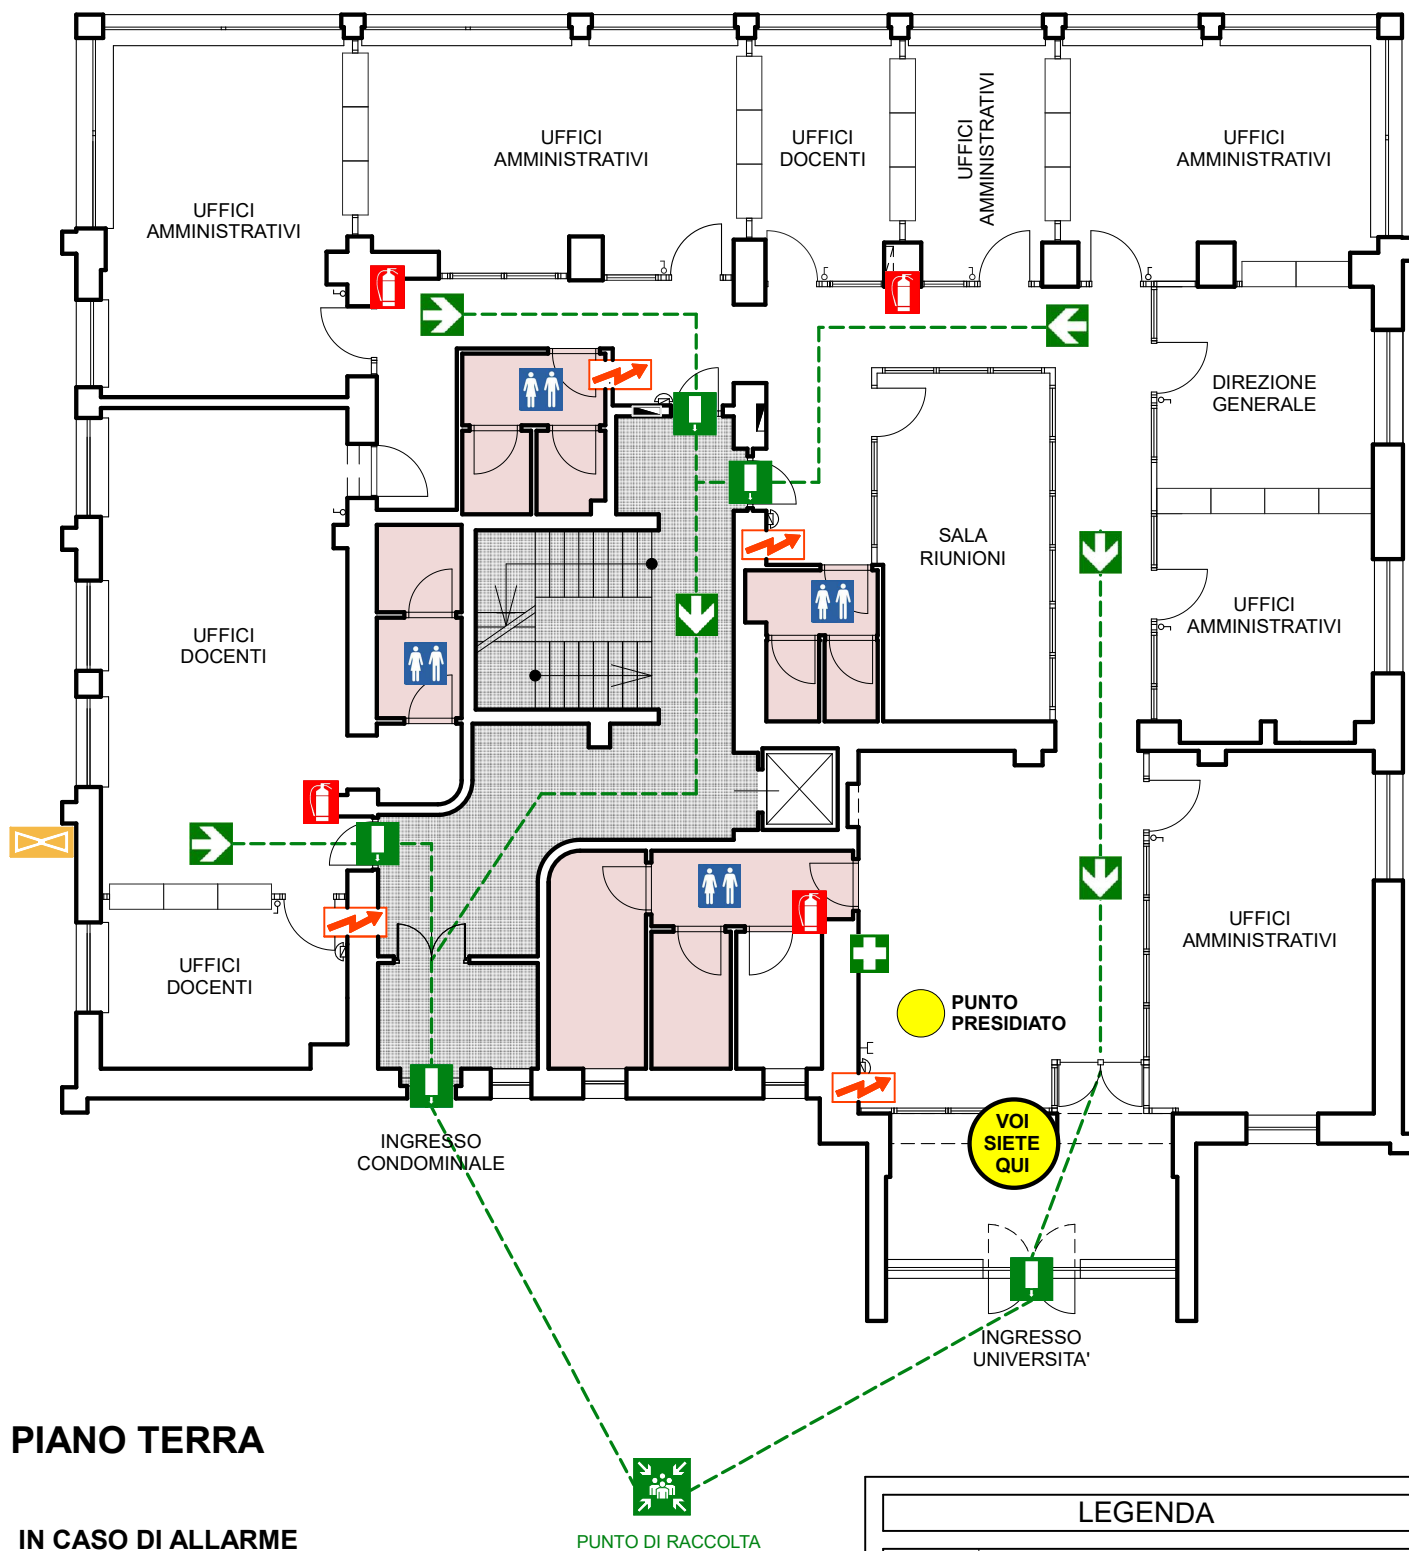 UFFICI
AMMINISTRATIVI
UFFICI
DOCENTI
UFFICI
AMMINISTRATIVI
UFFICI
AMMINISTRATIVI
UFFICI
AMMINISTRATIVI
DIREZIONE
GENERALE
SALA
RIUNIONI
UFFICI
AMMINISTRATIVI
UFFICI
DOCENTI
UFFICI
AMMINISTRATIVI
UFFICI
DOCENTI
PUNTO
PRESIDIATO
VOI
SIETE
QUI
INGRESSO
CONDOMINIALE
INGRESSO
UNIVERSITA'
PIANO TERRA
LEGENDA
IN CASO DI ALLARME
PUNTO DI RACCOLTA